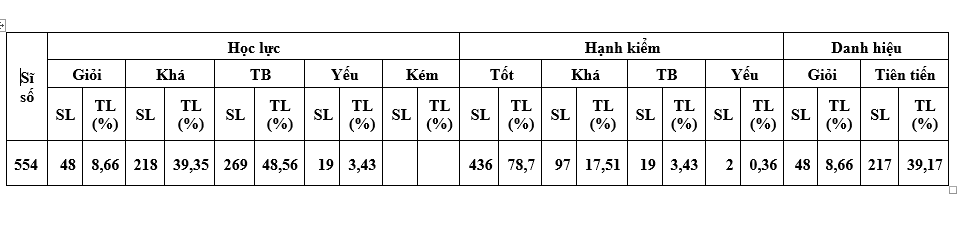 Sĩ số Học lực Hạnh kiểm Danh hiệu
Giỏi Khá TB Yếu Kém Tốt Khá TB Yếu Giỏi Tiên tiến
SL TL (%) SL TL (%) SL TL (%) SL TL (%) SL TL (%) SL TL (%) SL TL (%) SL TL (%) SL TL (%) SL TL (%) SL TL (%)
554 48 8,66 218 39,35 269 48,56 19 3,43 436 78,7 97 17,51 19 3,43 2 0,36 48 8,66 217 39,17